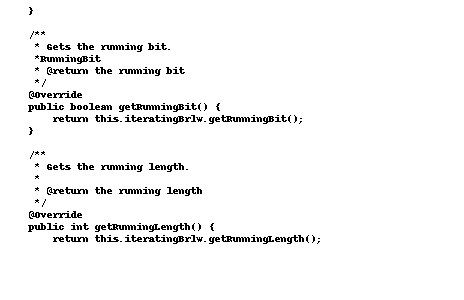 }

/**
 * Gets the running bit.
 *RunningBit
 * @return the running bit
 */
@Override
public boolean getRunningBit() {
    return this.iteratingBrlw.getRunningBit();
}

/**
 * Gets the running length.
 *
 * @return the running length
 */
@Override
public int getRunningLength() {
    return this.iteratingBrlw.getRunningLength();